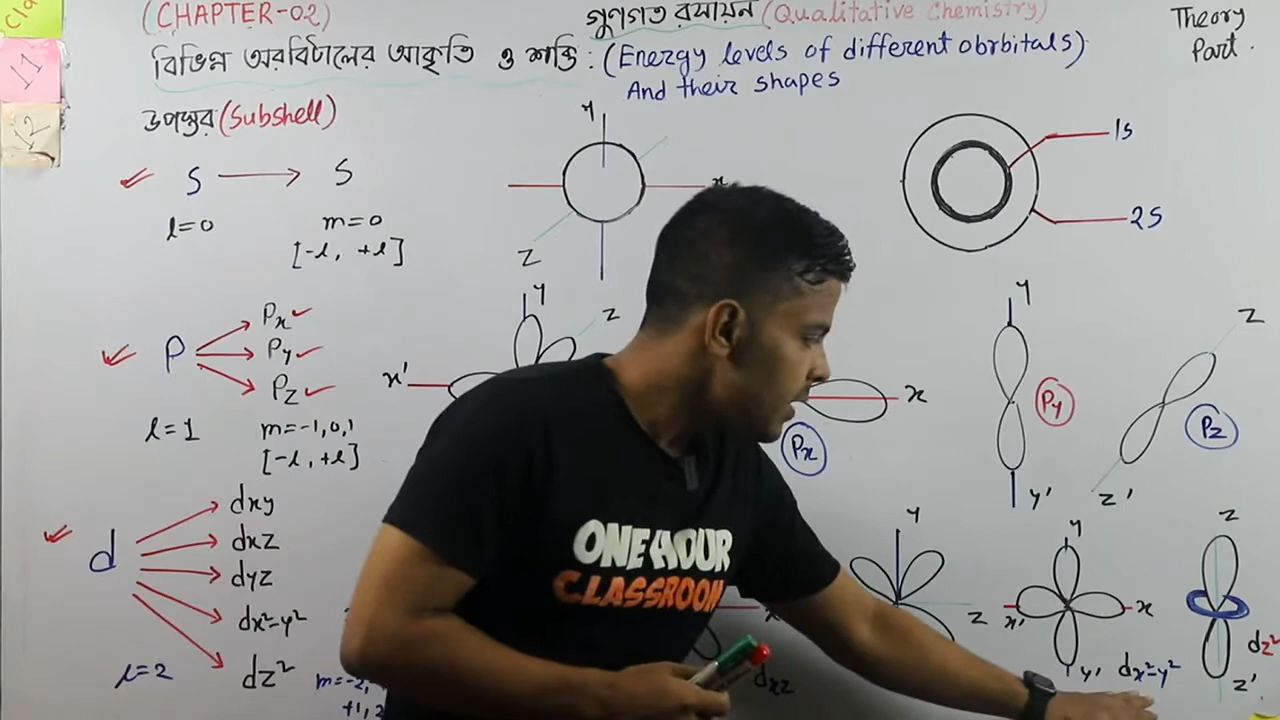 (CHAPTER-02)
গুণগত রসায়ন (Qualitative Chemistry)
Theory
Part.
বিভিন্ন অরবিটালের আকৃতি ও শক্তি : (Energy levels of different obrbitals)
And their shapes
11
12
উপস্তর (Subshell)
S → S
l=0
m=0
[-l, +l]
y
x
Z
1s
2S
P
Px
Py
Pz
l=1
m=-1,0,1
[-l, +l]
y
Z
x'
x
Px
y
Py
y'
Z
Pz
Z'
d
dxy
dxz
dyz
dx²-y²
dz²
l=2
m=-2,
+1,
dxz
y
Z
y
x'
x
y'
dx²-y²
Z
dz²
Z'
ONE HOUR
CLASSROOM